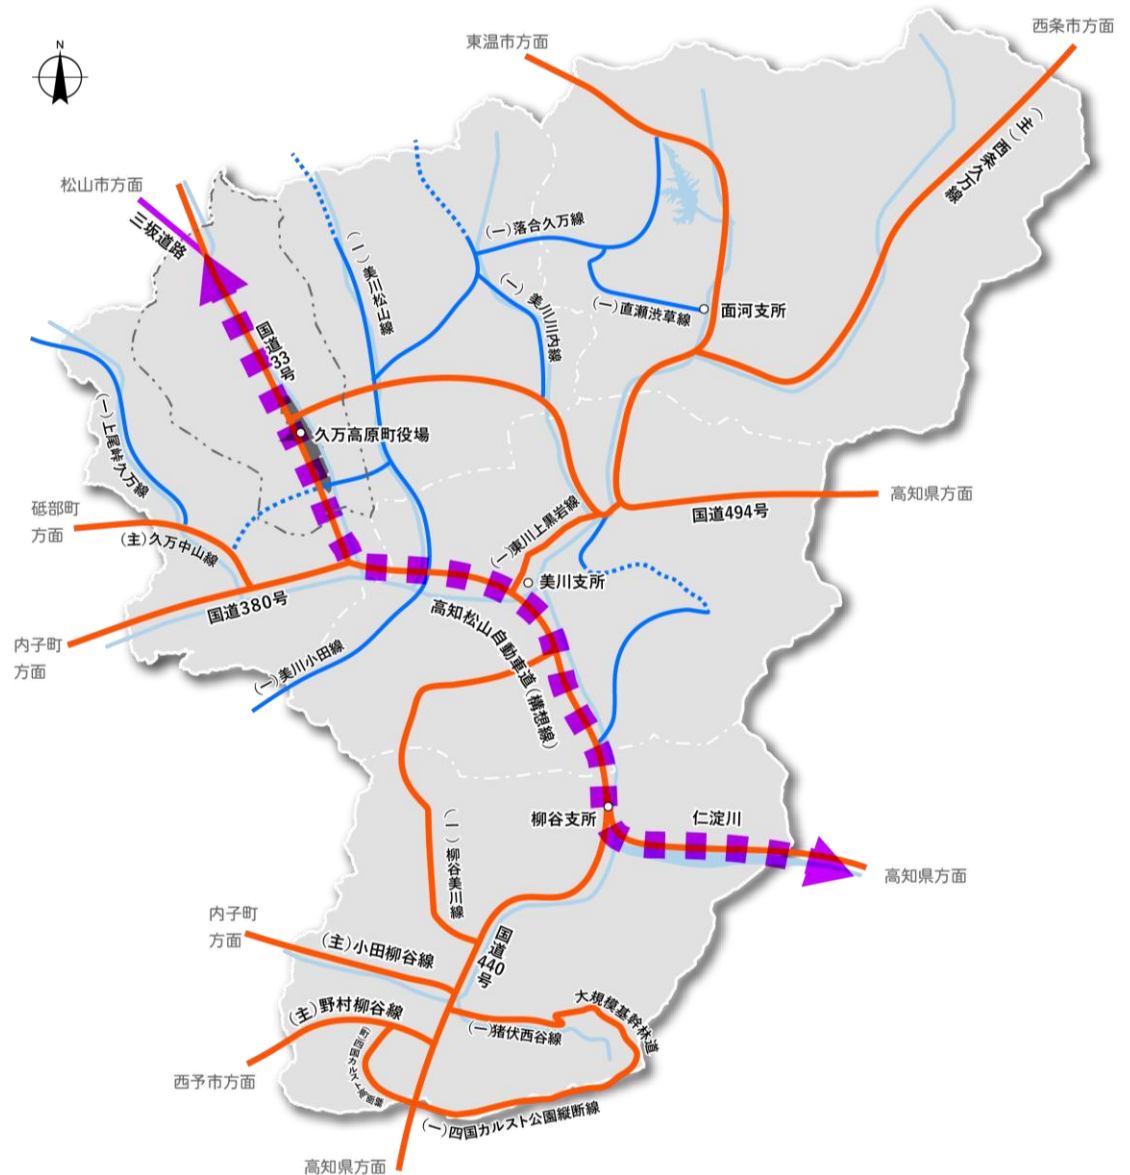 N
東温市方面
西条市方面
(主)西条久万線
松山市方面
三坂道路
(一)美川松山線
(一)落合久万線
(一)美川川内線
(一)直瀬渋草線
面河支所
国道33号
久万高原町役場
(一)上尾峠久万線
砥部町
方面
(主)久万中山線
高知県方面
国道494号
(一)東川上黒岩線
美川支所
国道380号
内子町
方面
(一)美川小田線
高知松山自動車道(構想線)
柳谷支所
仁淀川
高知県方面
(一)柳谷美川線
内子町
方面
(主)小田柳谷線
国道440号
(主)野村柳谷線
(一)猪伏西谷線
大規模基幹林道
西予市方面
(一)四国カルスト公園縦断線
高知県方面